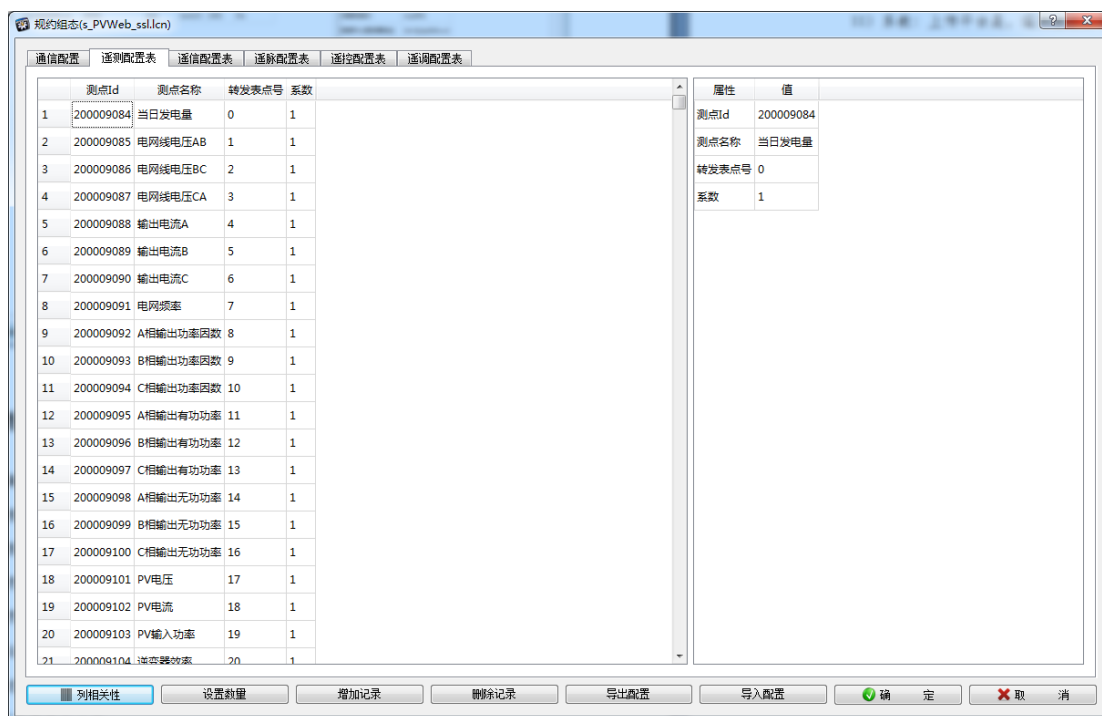 规约组态(s_PVWeb_ssl.lcn)
通信配置 遥测配置表 遥信配置表 遥脉配置表 遥控配置表 遥调配置表
测点Id 测点名称 转发表点号 系数
1 200009084 当日发电量 0 1
2 200009085 电网线电压AB 1 1
3 200009086 电网线电压BC 2 1
4 200009087 电网线电压CA 3 1
5 200009088 输出电流A 4 1
6 200009089 输出电流B 5 1
7 200009090 输出电流C 6 1
8 200009091 电网频率 7 1
9 200009092 A相输出功率因数 8 1
10 200009093 B相输出功率因数 9 1
11 200009094 C相输出功率因数 10 1
12 200009095 A相输出有功功率 11 1
13 200009096 B相输出有功功率 12 1
14 200009097 C相输出有功功率 13 1
15 200009098 A相输出无功功率 14 1
16 200009099 B相输出无功功率 15 1
17 200009100 C相输出无功功率 16 1
18 200009101 PV电压 17 1
19 200009102 PV电流 18 1
20 200009103 PV输入功率 19 1
21 200009104 逆变器效率 20 1
属性 值
测点Id 200009084
测点名称 当日发电量
转发表点号 0
系数 1
列相关性 设置数量 增加记录 删除记录 导出配置 导入配置 确 定 取 消